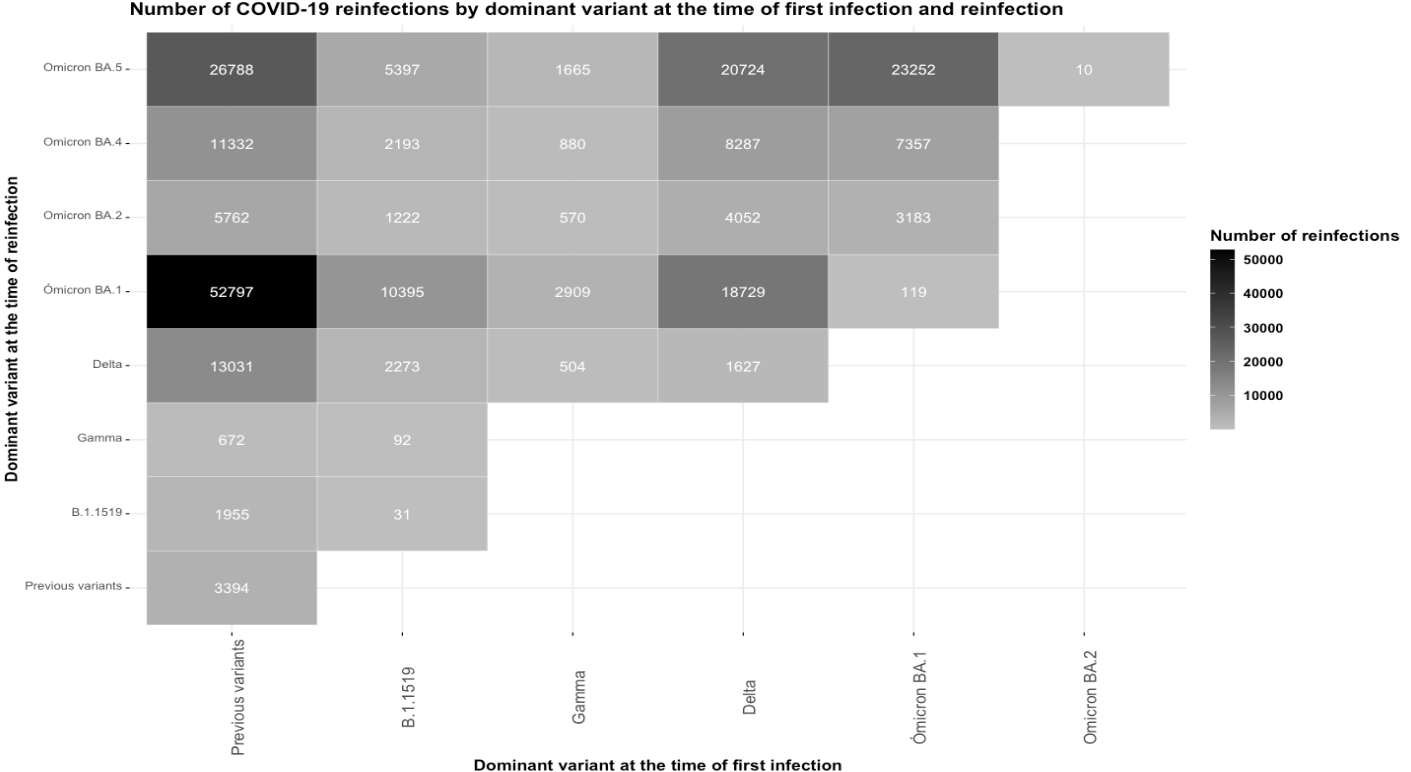 Number of COVID-19 reinfections by dominant variant at the time of first infection and reinfection
Dominant variant at the time of reinfection
Omicron BA.5 26788 5397 1665 20724 23252 10
Omicron BA.4 11332 2193 880 8287 7357
Omicron BA.2 5762 1222 570 4052 3183
Ómicron BA.1 52797 10395 2909 18729 119
Delta 13031 2273 504 1627
Gamma 672 92
B.1.1519 1955 31
Previous variants 3394
Previous variants B.1.1519 Gamma Delta Ómicron BA.1 Omicron BA.2
Dominant variant at the time of first infection
Number of reinfections
50000
40000
30000
20000
10000